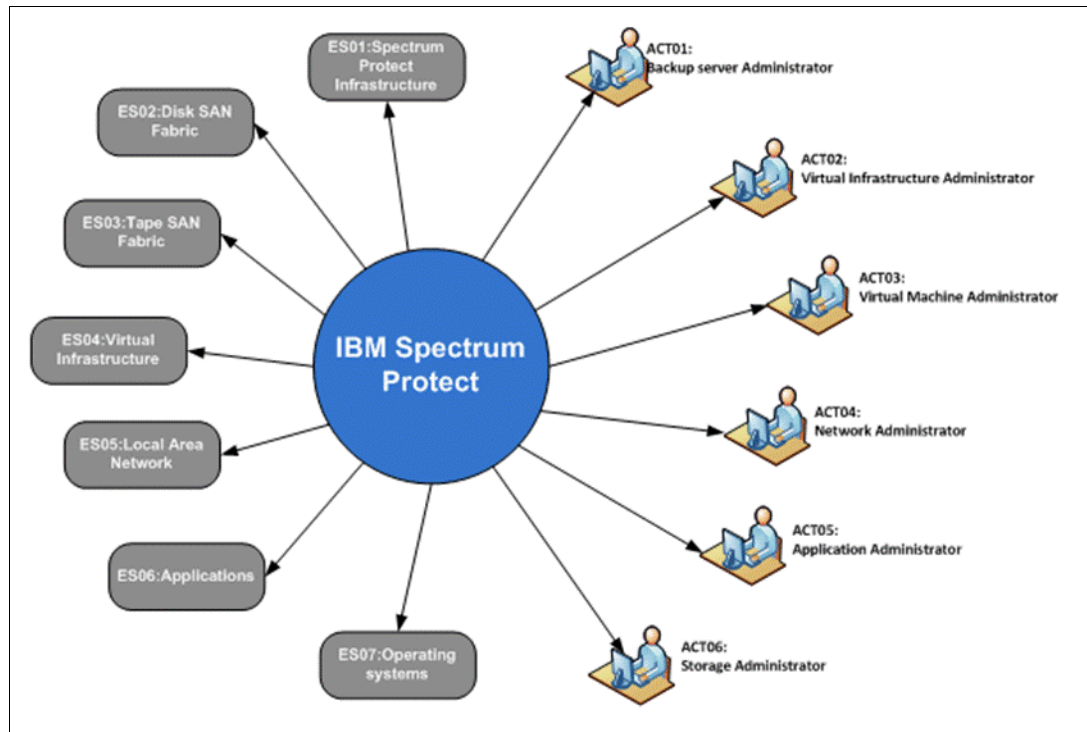 ES01:Spectrum
Protect
Infrastructure
ACT01:
Backup server Administrator
ES02:Disk SAN
Fabric
ACT02:
Virtual Infrastructure Administrator
ES03:Tape SAN
Fabric
ACT03:
Virtual Machine Administrator
ES04:Virtual
Infrastructure
IBM Spectrum
Protect
ES05:Local Area
Network
ACT04:
Network Administrator
ES06:Applications
ACT05:
Application Administrator
ES07:Operating
systems
ACT06:
Storage Administrator